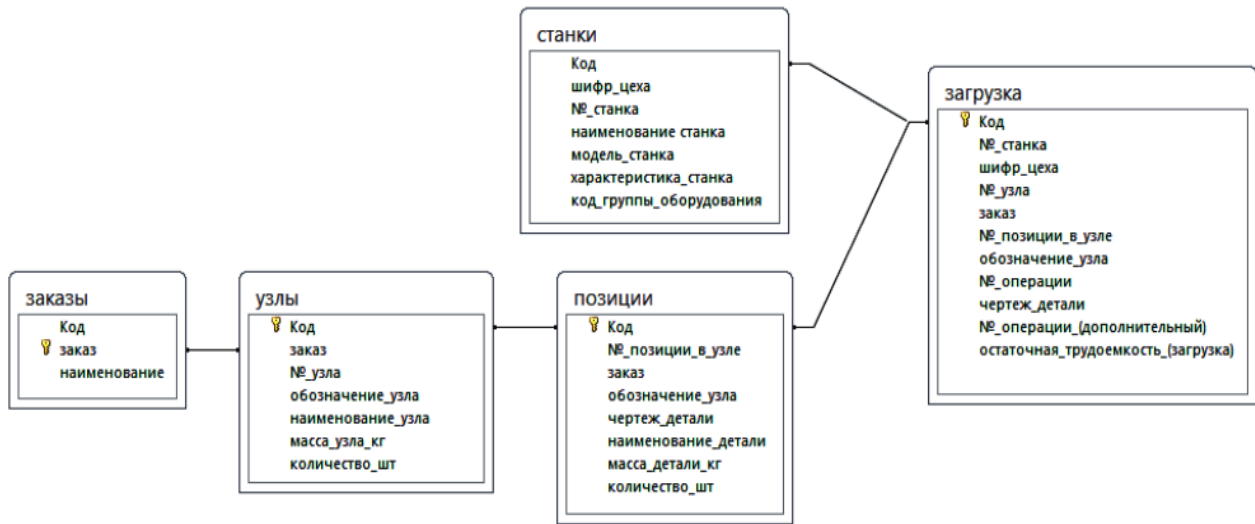 станки
Код
шифр_цеха
№_станка
наименование станка
модель_станка
характеристика_станка
код_группы_оборудования
загрузка
Код
№_станка
шифр_цеха
№_узла
заказ
№_позиции_в_узле
обозначение_узла
№_операции
чертеж_детали
№_операции_(дополнительный)
остаточная_трудоемкость_(загрузка)
заказы
Код
заказ
наименование
узлы
Код
заказ
№_узла
обозначение_узла
наименование_узла
масса_узла_кг
количество_шт
позиции
Код
№_позиции_в_узле
заказ
обозначение_узла
чертеж_детали
наименование_детали
масса_детали_кг
количество_шт